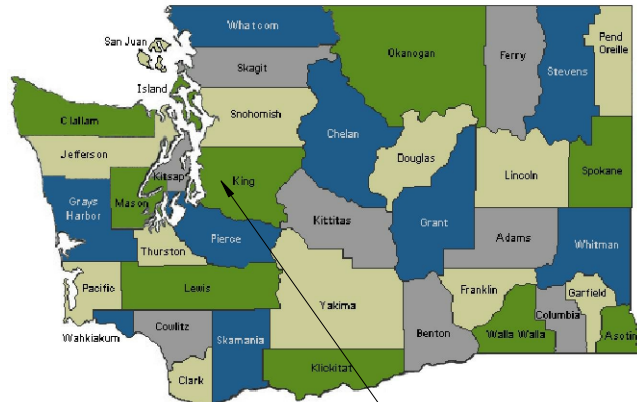 Whatcom
San Juan
Skagit
Island
Okanogan
Ferry
Stevens
Pend
Oreille
Clallam
Snohomish
Chelan
Jefferson
Kitsap
King
Douglas
Lincoln
Spokane
Grays
Harbor
Mason
Kittitas
Grant
Adams
Whitman
Thurston
Pierce
Pacific
Lewis
Yakima
Franklin
Garfield
Wahkiakum
Coulitz
Skamania
Benton
Walla Walla
Columbia
Asotin
Clark
Klickitat